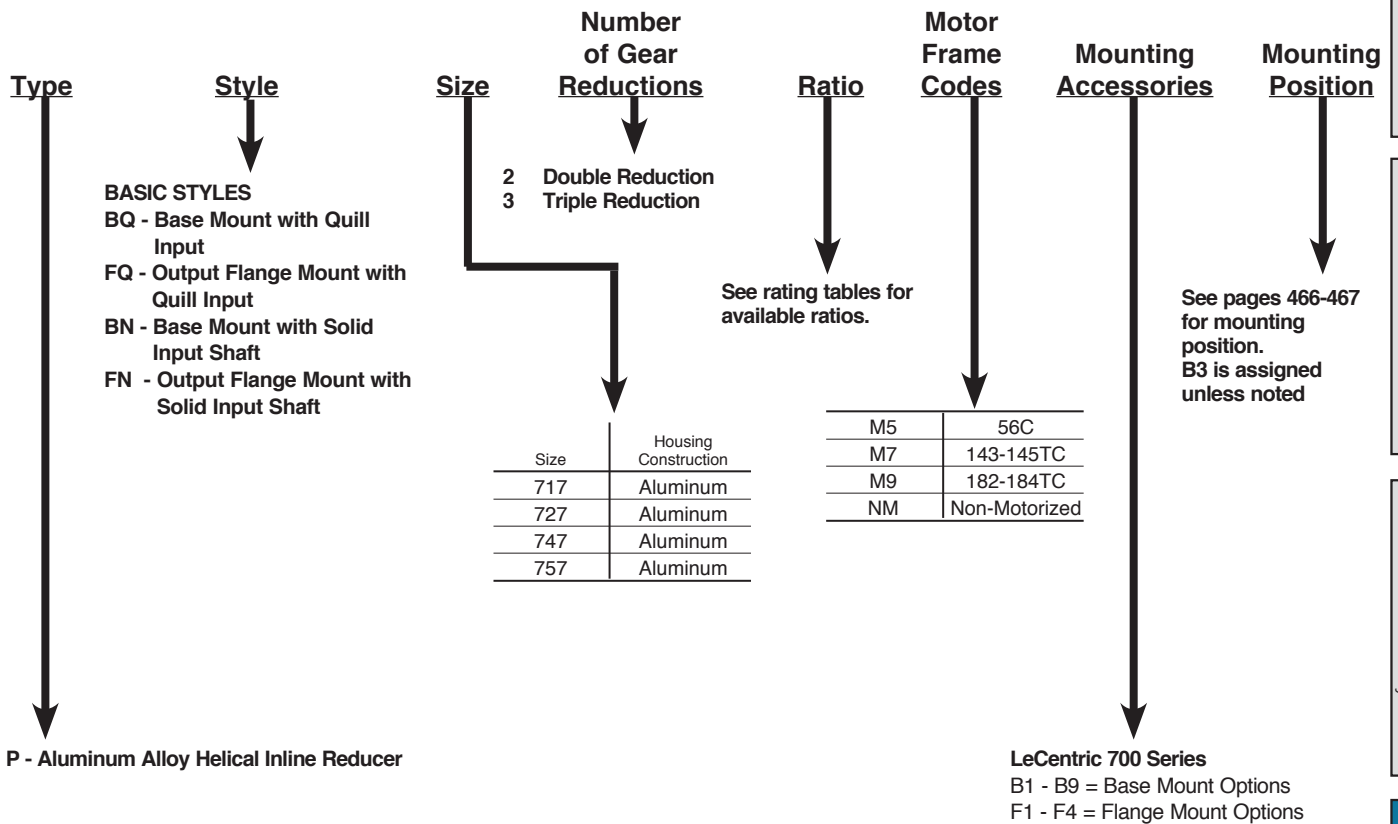 Type
Style
Size
Number
of Gear
Reductions
Ratio
Motor
Frame
Codes
Mounting
Accessories
Mounting
Position
BASIC STYLES
BQ - Base Mount with Quill
Input
FQ - Output Flange Mount with
Quill Input
BN - Base Mount with Solid
Input Shaft
FN - Output Flange Mount with
Solid Input Shaft
2 Double Reduction
3 Triple Reduction
See rating tables for
available ratios.
See pages 466-467
for mounting
position.
B3 is assigned
unless noted
Size Housing
Construction
717 Aluminum
727 Aluminum
747 Aluminum
757 Aluminum
M5 56C
M7 143-145TC
M9 182-184TC
NM Non-Motorized
P - Aluminum Alloy Helical Inline Reducer
LeCentric 700 Series
B1 - B9 = Base Mount Options
F1 - F4 = Flange Mount Options